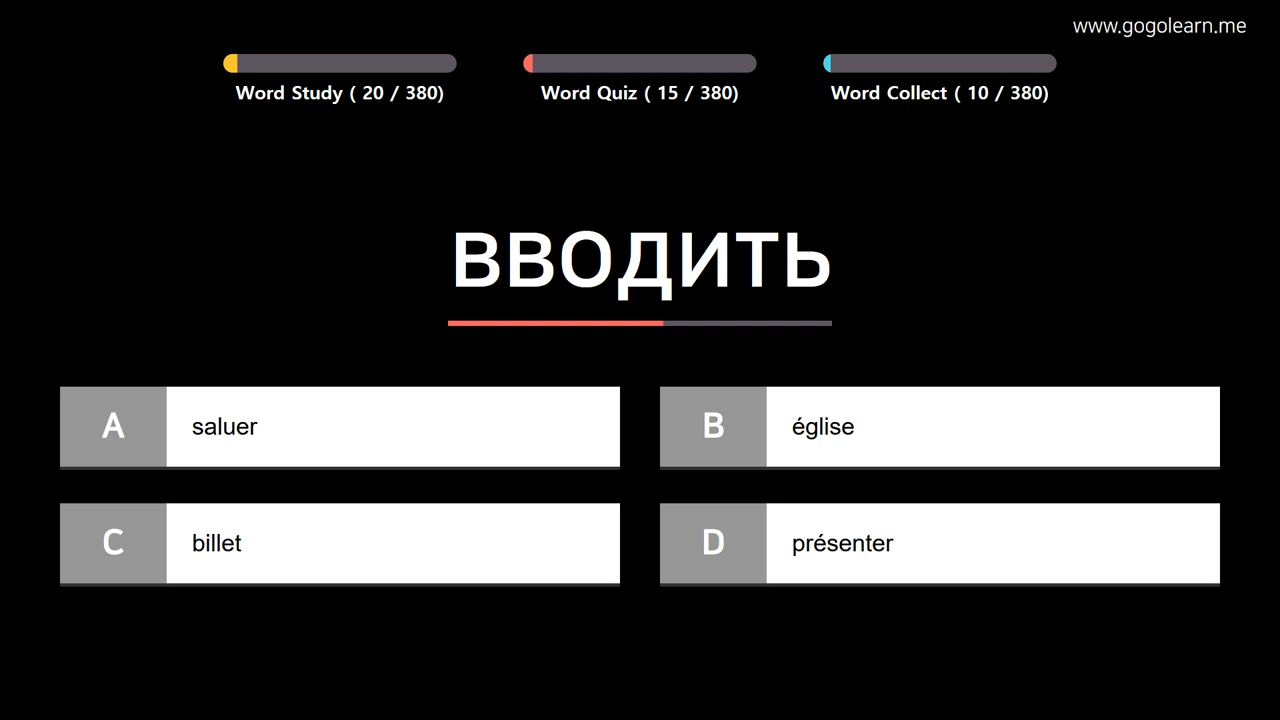 www.gogolearn.me
Word Study ( 20 / 380)
Word Quiz ( 15 / 380)
Word Collect ( 10 / 380)
ВВОДИТЬ
A saluer
B église
C billet
D présenter